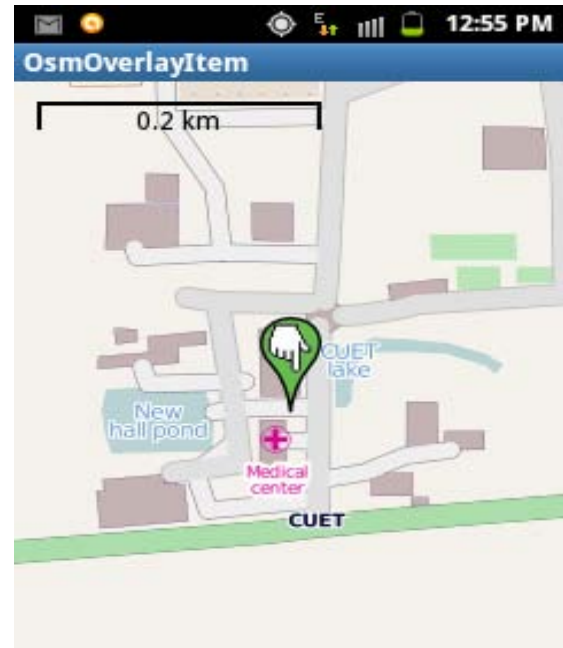 E
12:55 PM
OsmOverlayItem
0.2 km
CUET
lake
New
hall pond
Medical
center
CUET